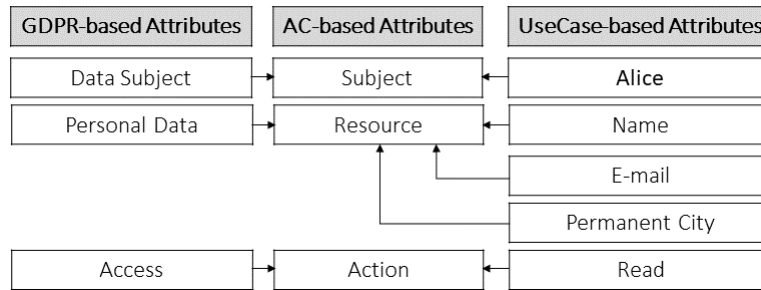 GDPR-based Attributes AC-based Attributes UseCase-based Attributes
Data Subject Subject Alice
Personal Data Resource Name
E-mail
Permanent City
Access Action Read